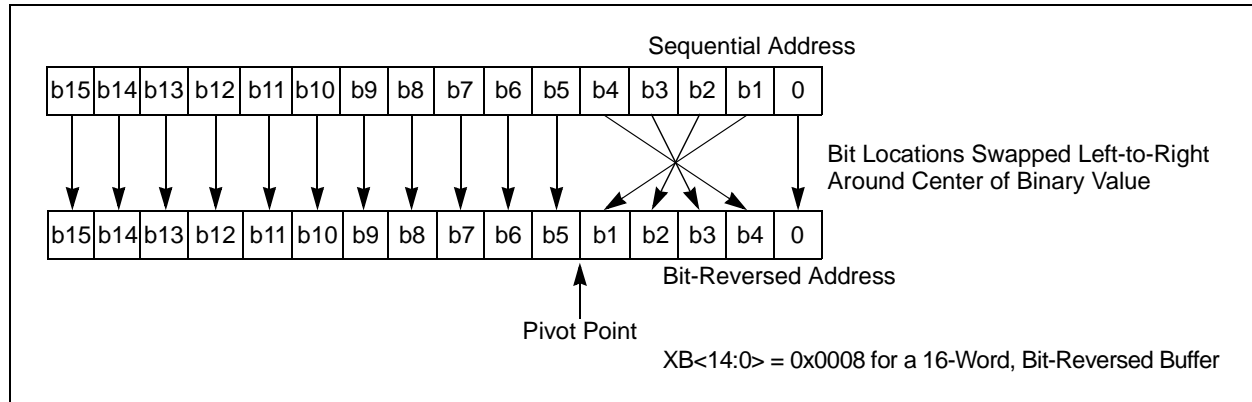 Sequential Address
b15 b14 b13 b12 b11 b10 b9 b8 b7 b6 b5 b4 b3 b2 b1 0
Bit Locations Swapped Left-to-Right
Around Center of Binary Value
b15 b14 b13 b12 b11 b10 b9 b8 b7 b6 b5 b1 b2 b3 b4 0
Bit-Reversed Address
Pivot Point
XB<14:0> = 0x0008 for a 16-Word, Bit-Reversed Buffer